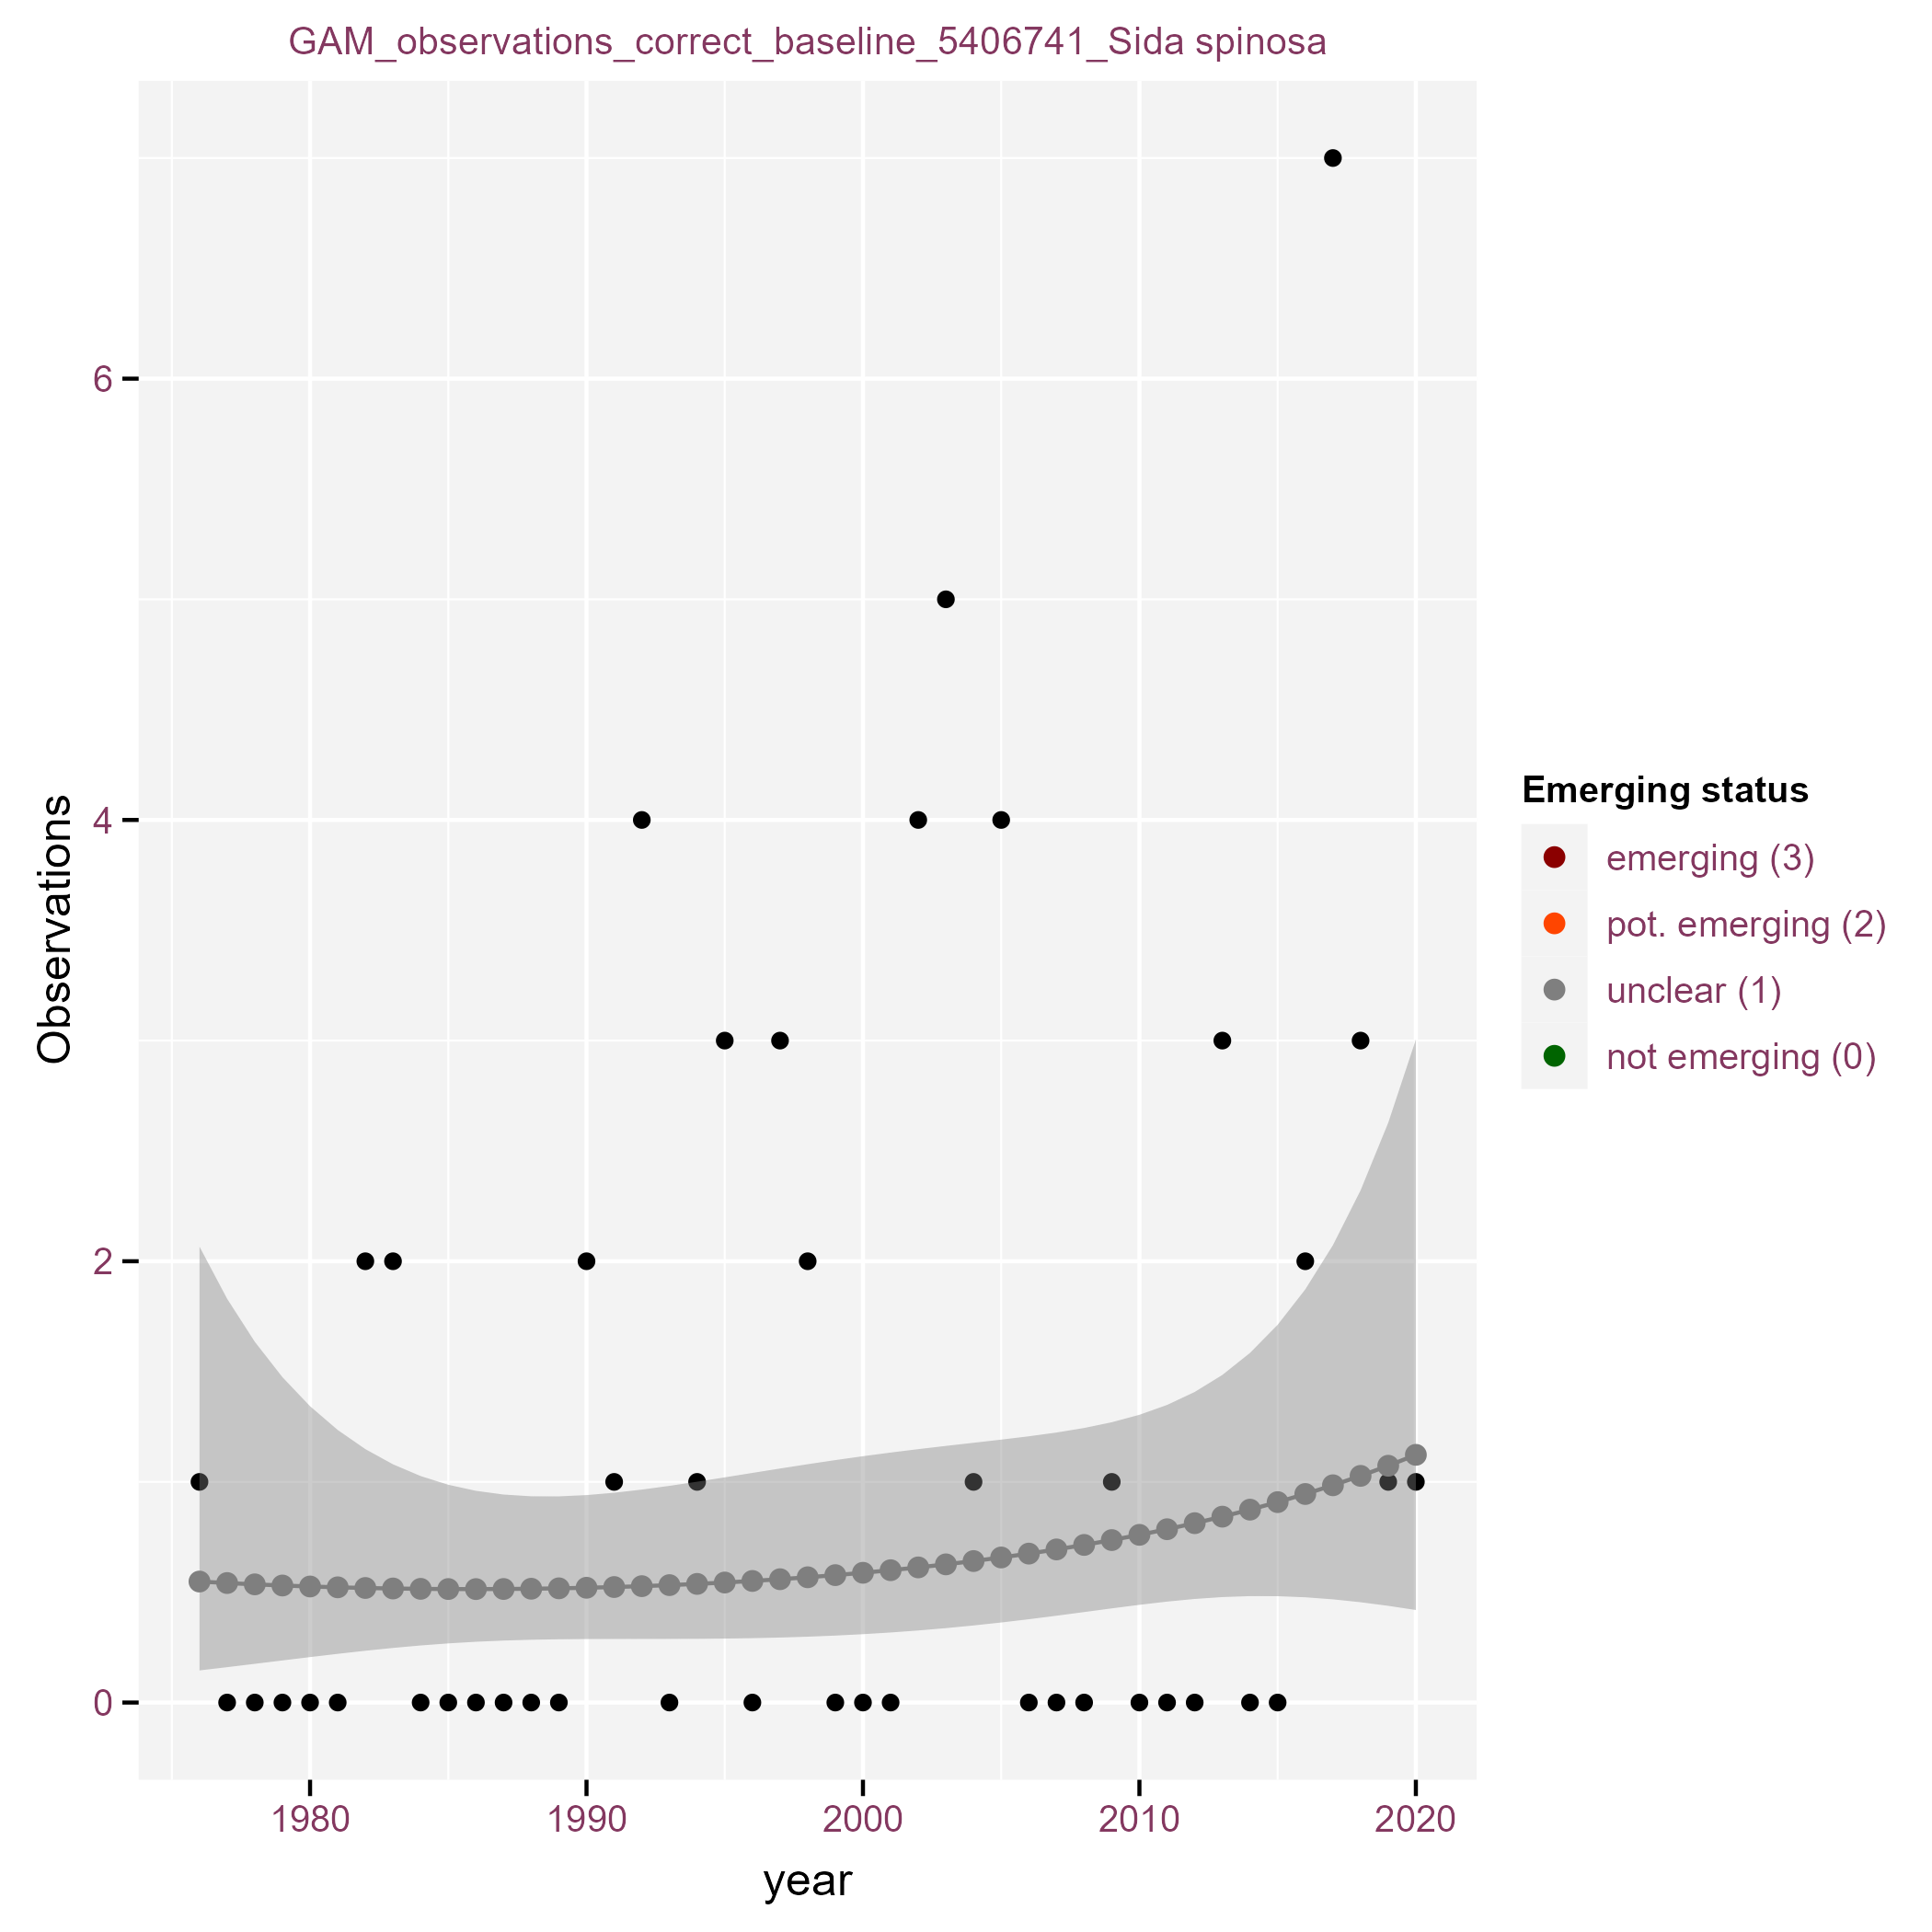 GAM_observations_correct_baseline_5406741_Sida spinosa
Observations
6
4
2
0
1980
1990
2000
2010
2020
year
Emerging status
emerging (3)
pot. emerging (2)
unclear (1)
not emerging (0)